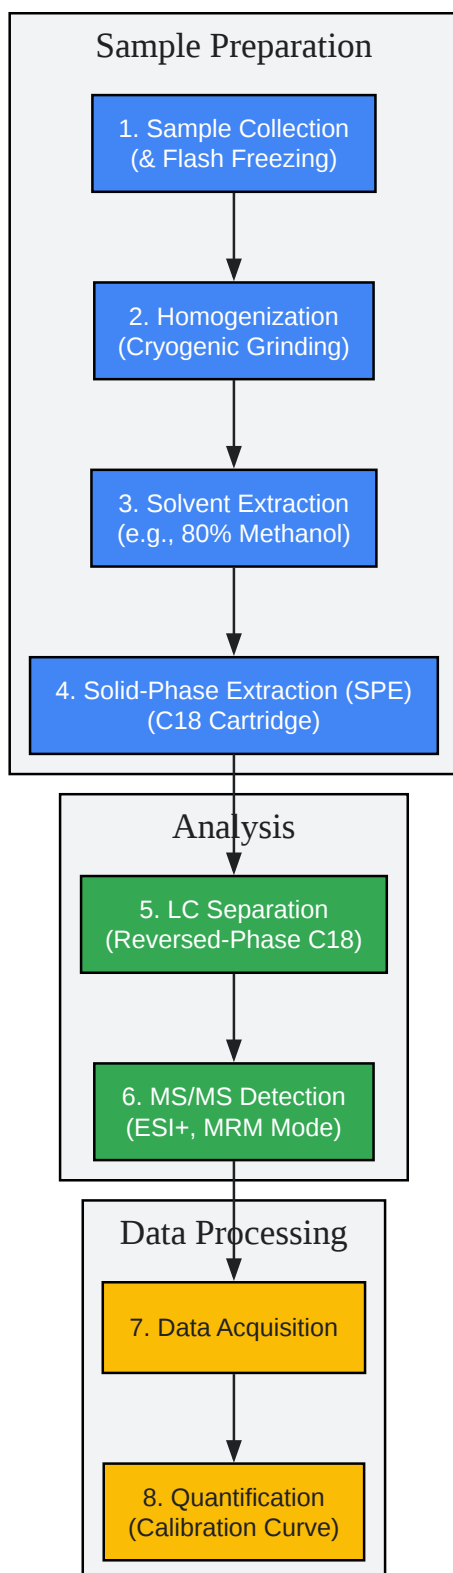 Sample Preparation
1. Sample Collection
(& Flash Freezing)
2. Homogenization
(Cryogenic Grinding)
3. Solvent Extraction
(e.g., 80% Methanol)
4. Solid-Phase Extraction (SPE)
(C18 Cartridge)
Analysis
5. LC Separation
(Reversed-Phase C18)
6. MS/MS Detection
(ESI+, MRM Mode)
Data Processing
7. Data Acquisition
8. Quantification
(Calibration Curve)